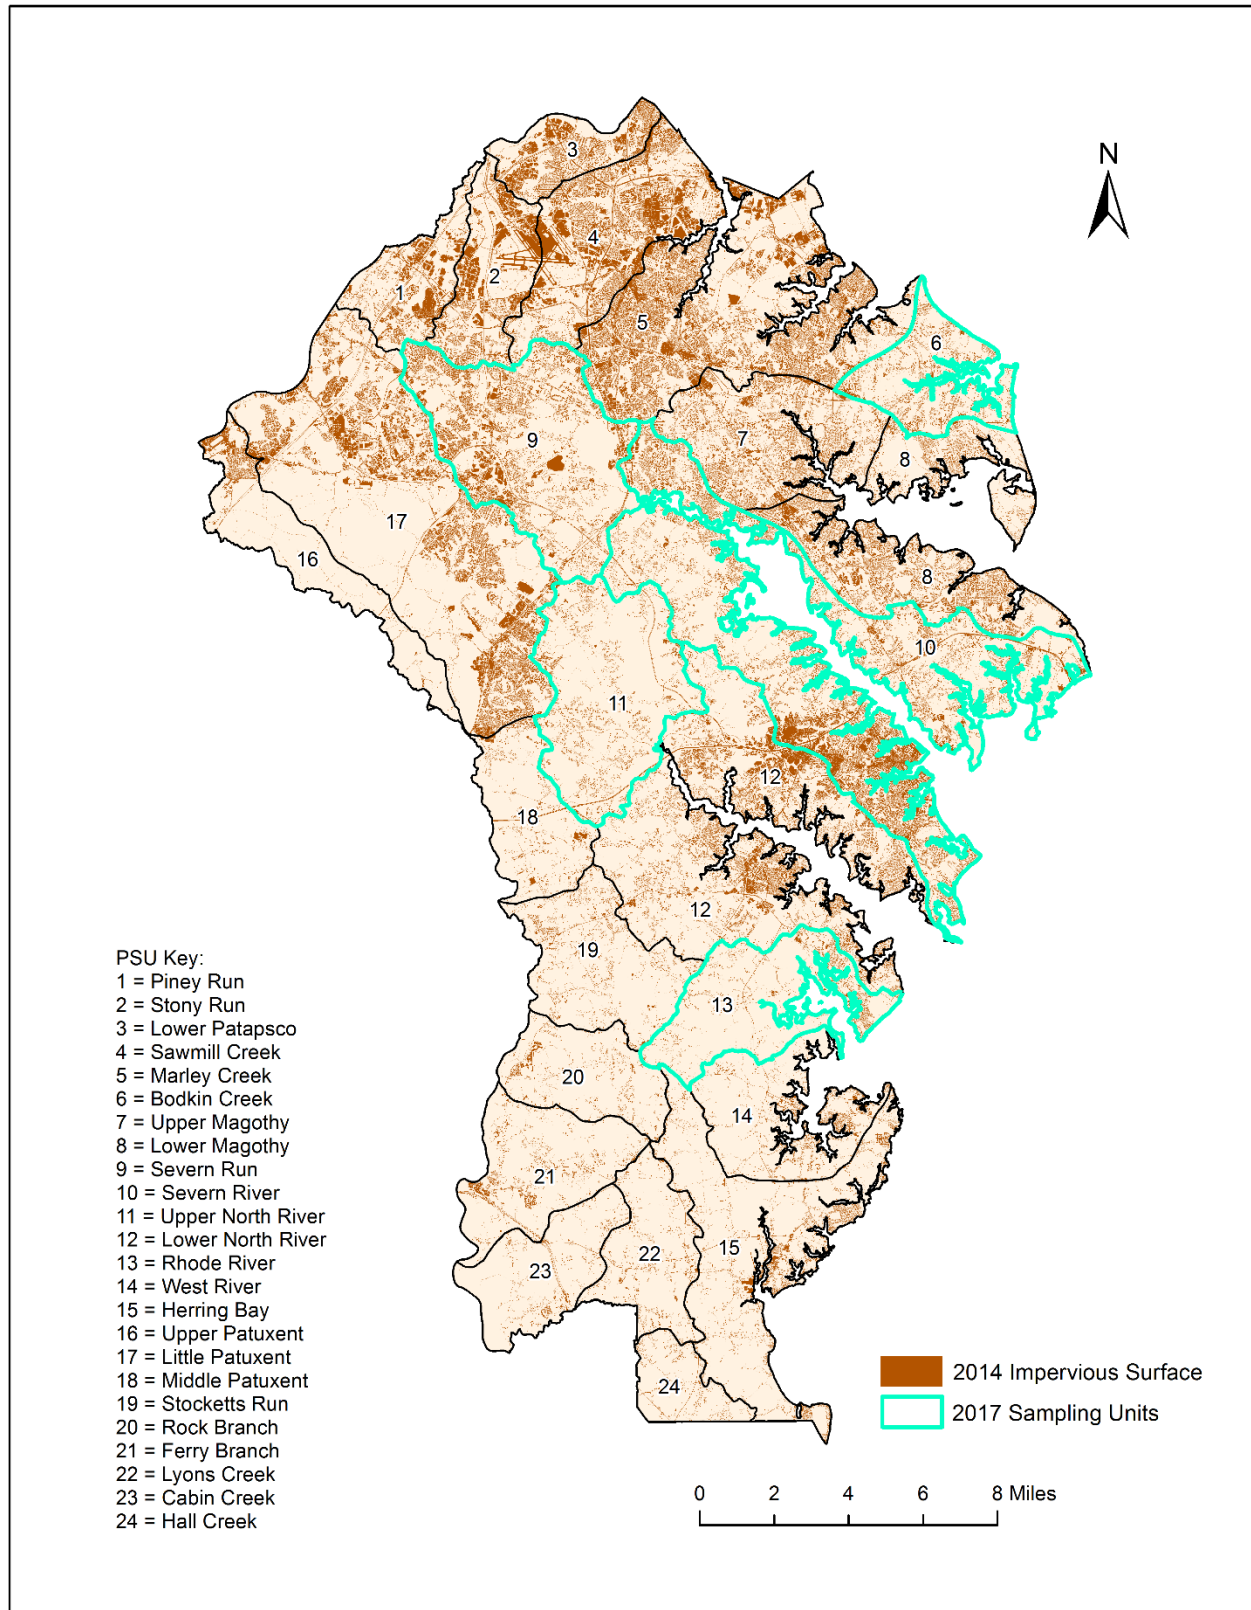 N
3
4
1
2
5
6
9
7
8
17
16
8
10
11
12
18
12
19
13
20
14
21
15
22
23
24
PSU Key:
1 = Piney Run
2 = Stony Run
3 = Lower Patapsco
4 = Sawmill Creek
5 = Marley Creek
6 = Bodkin Creek
7 = Upper Magothy
8 = Lower Magothy
9 = Severn Run
10 = Severn River
11 = Upper North River
12 = Lower North River
13 = Rhode River
14 = West River
15 = Herring Bay
16 = Upper Patuxent
17 = Little Patuxent
18 = Middle Patuxent
19 = Stocketts Run
20 = Rock Branch
21 = Ferry Branch
22 = Lyons Creek
23 = Cabin Creek
24 = Hall Creek
2014 Impervious Surface
2017 Sampling Units
0 2 4 6 8 Miles